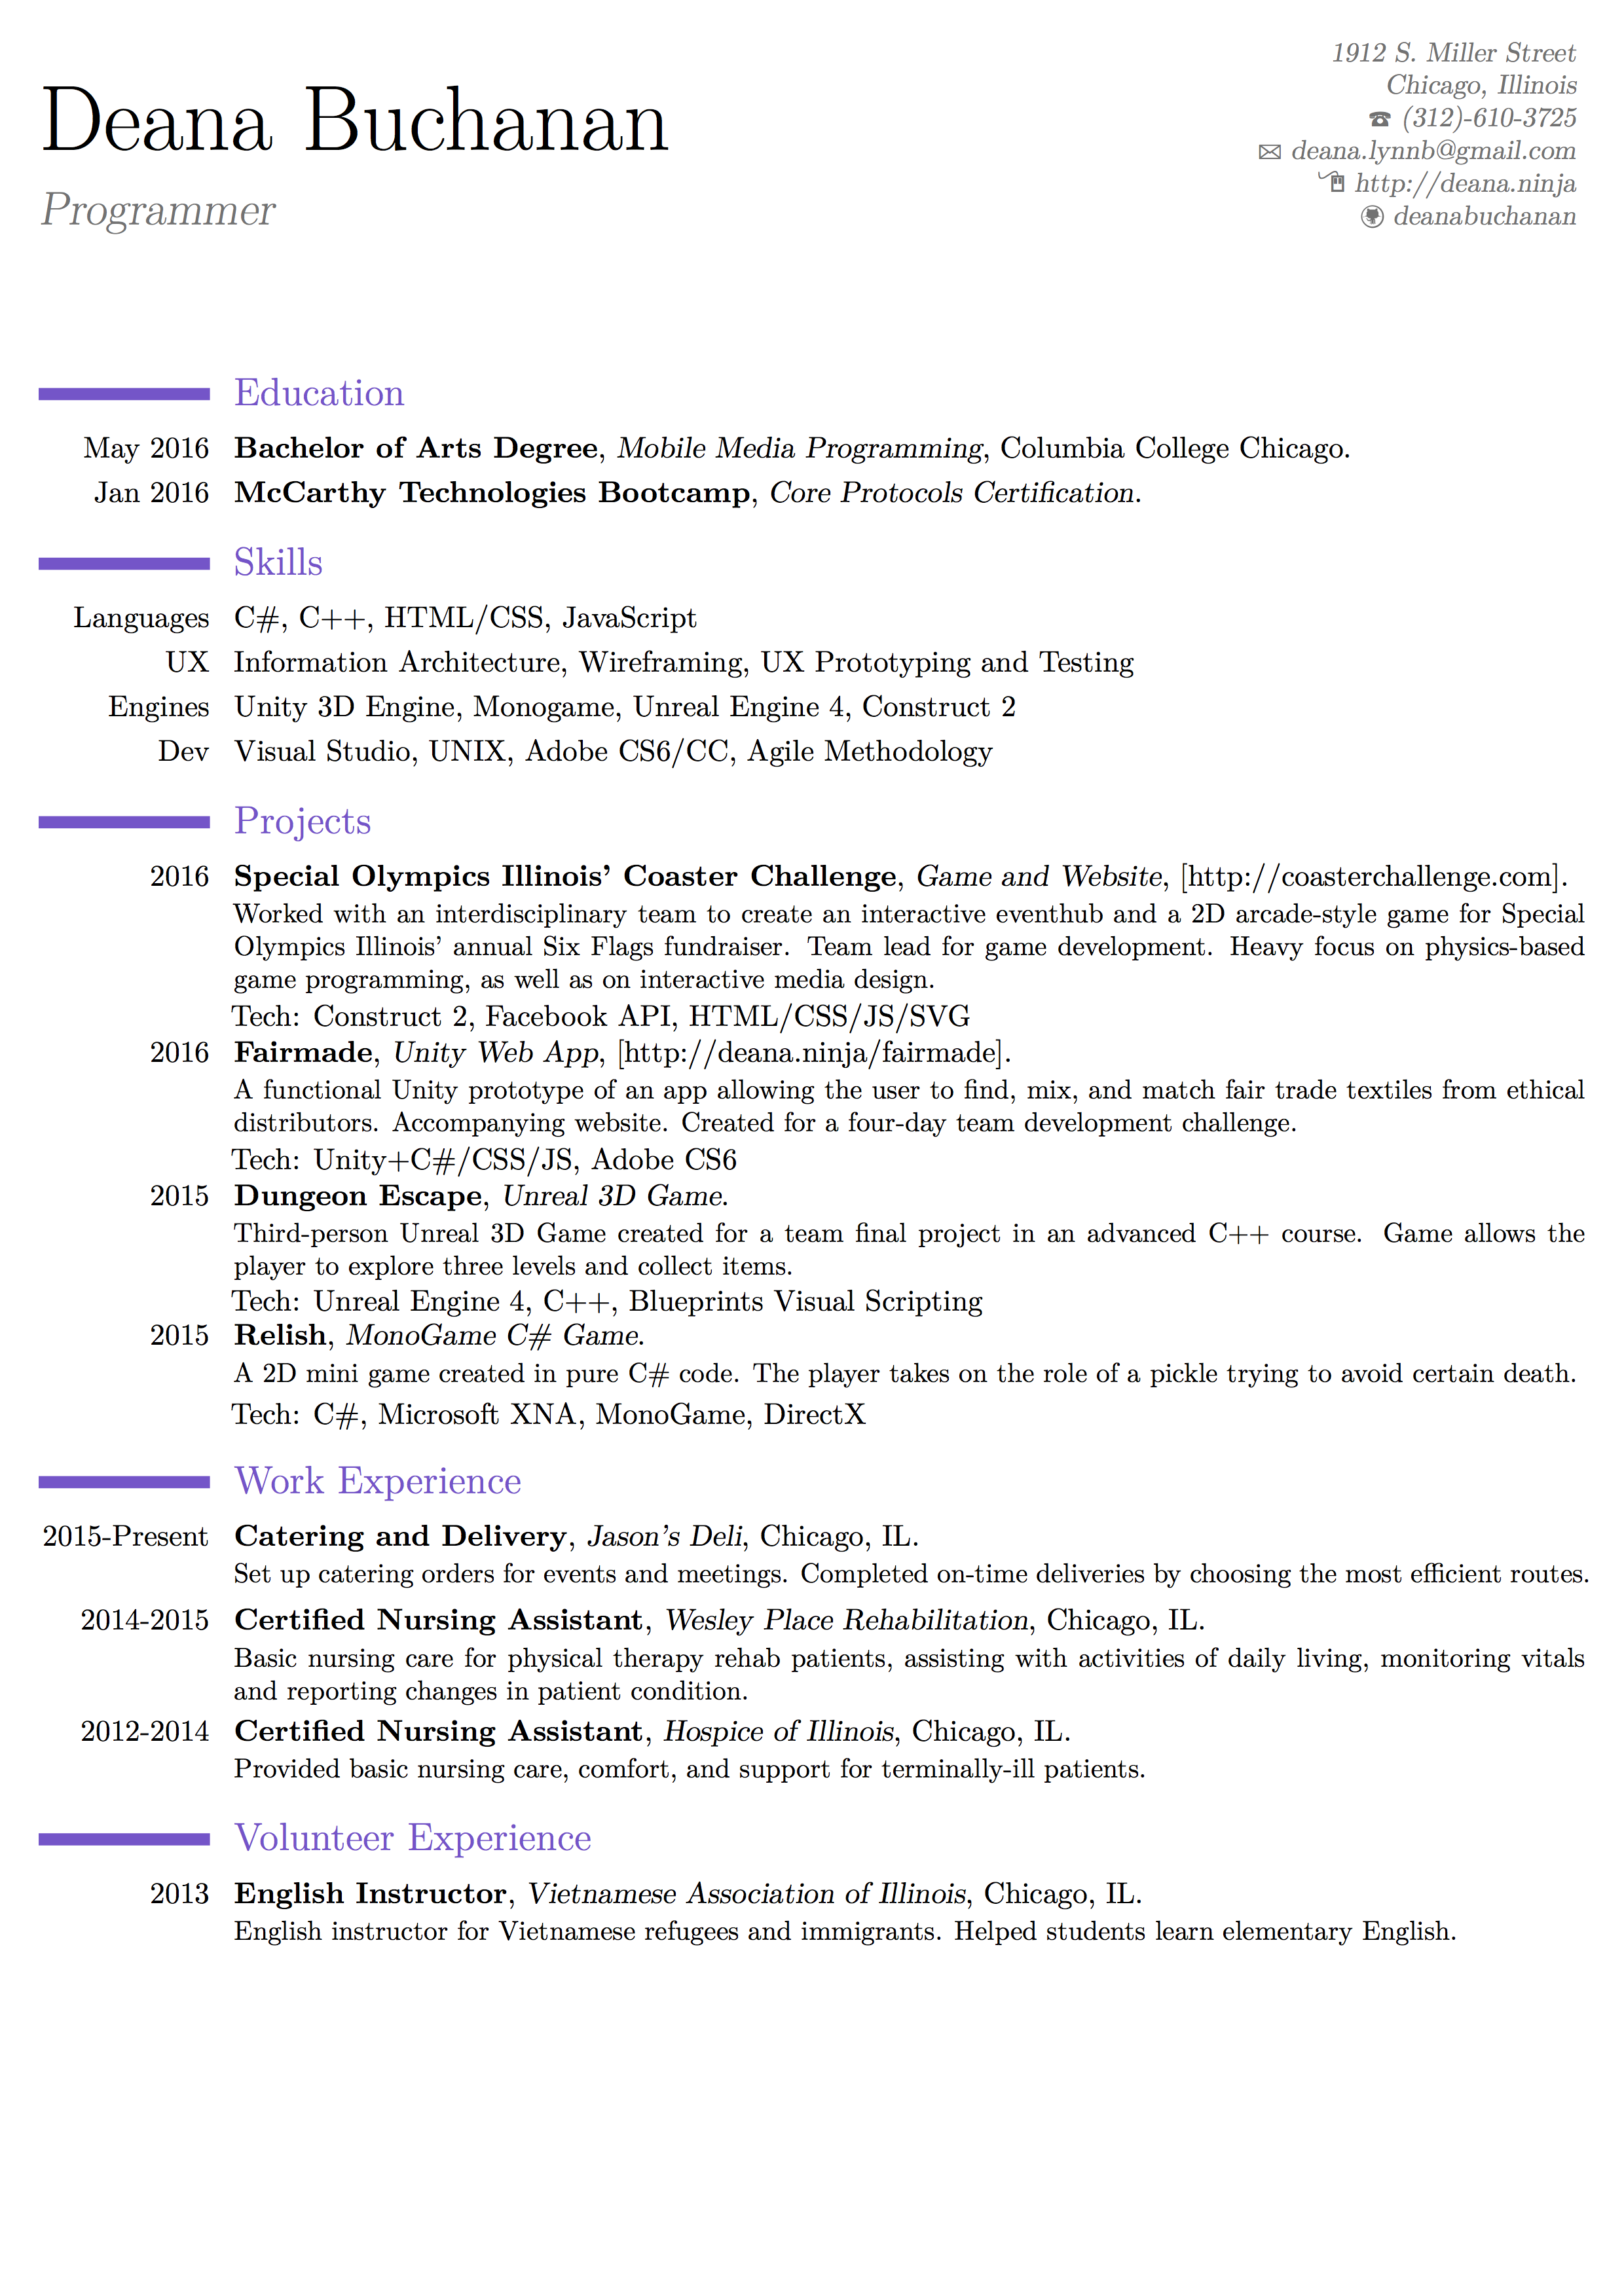 Deana Buchanan
Programmer
1912 S. Miller Street
Chicago, Illinois
☎ (312)-610-3725
✉ deana.lynnb@gmail.com
http://deana.ninja
deanabuchanan
Education
May 2016 Bachelor of Arts Degree, Mobile Media Programming, Columbia College Chicago.
Jan 2016 McCarthy Technologies Bootcamp, Core Protocols Certification.
Skills
Languages C#, C++, HTML/CSS, JavaScript
UX Information Architecture, Wireframing, UX Prototyping and Testing
Engines Unity 3D Engine, Monogame, Unreal Engine 4, Construct 2
Dev Visual Studio, UNIX, Adobe CS6/CC, Agile Methodology
Projects
2016 Special Olympics Illinois' Coaster Challenge, Game and Website, [http://coasterchallenge.com].
Worked with an interdisciplinary team to create an interactive eventhub and a 2D arcade-style game for Special
Olympics Illinois' annual Six Flags fundraiser. Team lead for game development. Heavy focus on physics-based
game programming, as well as on interactive media design.
Tech: Construct 2, Facebook API, HTML/CSS/JS/SVG
2016 Fairmade, Unity Web App, [http://deana.ninja/fairmade].
A functional Unity prototype of an app allowing the user to find, mix, and match fair trade textiles from ethical
distributors. Accompanying website. Created for a four-day team development challenge.
Tech: Unity+C#/CSS/JS, Adobe CS6
2015 Dungeon Escape, Unreal 3D Game.
Third-person Unreal 3D Game created for a team final project in an advanced C++ course. Game allows the
player to explore three levels and collect items.
Tech: Unreal Engine 4, C++, Blueprints Visual Scripting
2015 Relish, MonoGame C# Game.
A 2D mini game created in pure C# code. The player takes on the role of a pickle trying to avoid certain death.
Tech: C#, Microsoft XNA, MonoGame, DirectX
Work Experience
2015-Present Catering and Delivery, Jason's Deli, Chicago, IL.
Set up catering orders for events and meetings. Completed on-time deliveries by choosing the most efficient routes.
2014-2015 Certified Nursing Assistant, Wesley Place Rehabilitation, Chicago, IL.
Basic nursing care for physical therapy rehab patients, assisting with activities of daily living, monitoring vitals
and reporting changes in patient condition.
2012-2014 Certified Nursing Assistant, Hospice of Illinois, Chicago, IL.
Provided basic nursing care, comfort, and support for terminally-ill patients.
Volunteer Experience
2013 English Instructor, Vietnamese Association of Illinois, Chicago, IL.
English instructor for Vietnamese refugees and immigrants. Helped students learn elementary English.